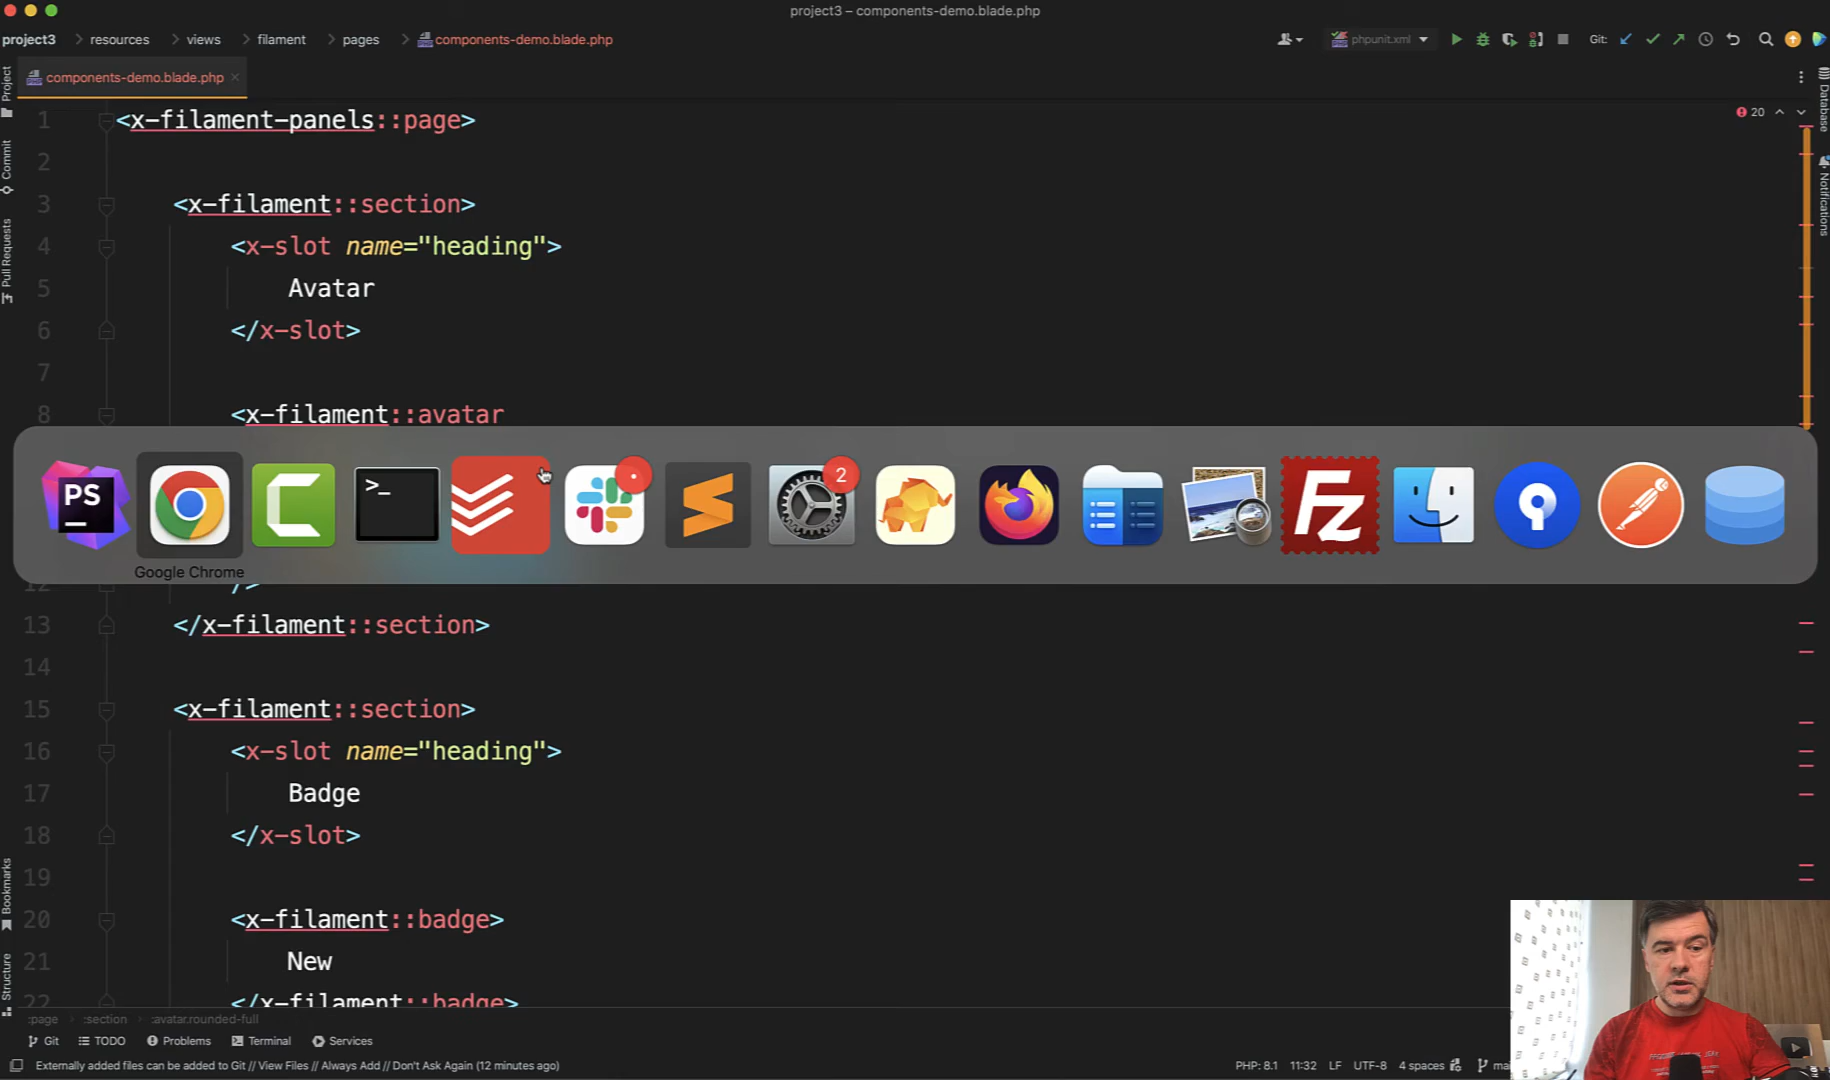 project3 – components-demo.blade.php
project3 resources views filament pages components-demo.blade.php
phpunit.xml
Git:
components-demo.blade.php
20
Project
Commit
Pull Requests
Bookmarks
Structure
Database
Notifications
1 <x-filament-panels::page>
2
3 <x-filament::section>
4 <x-slot name="heading">
5 Avatar
6 </x-slot>
7
8 <x-filament::avatar
PS
>_
2
Fz
Google Chrome
/>
13 </x-filament::section>
14
15 <x-filament::section>
16 <x-slot name="heading">
17 Badge
18 </x-slot>
19
20 <x-filament::badge>
21 New
22 </x-filament::badge>
:page :section :avatar.rounded-full
Git TODO Problems Terminal Services
Externally added files can be added to Git // View Files // Always Add // Don't Ask Again (12 minutes ago)
PHP: 8.1 11:32 LF UTF-8 4 spaces